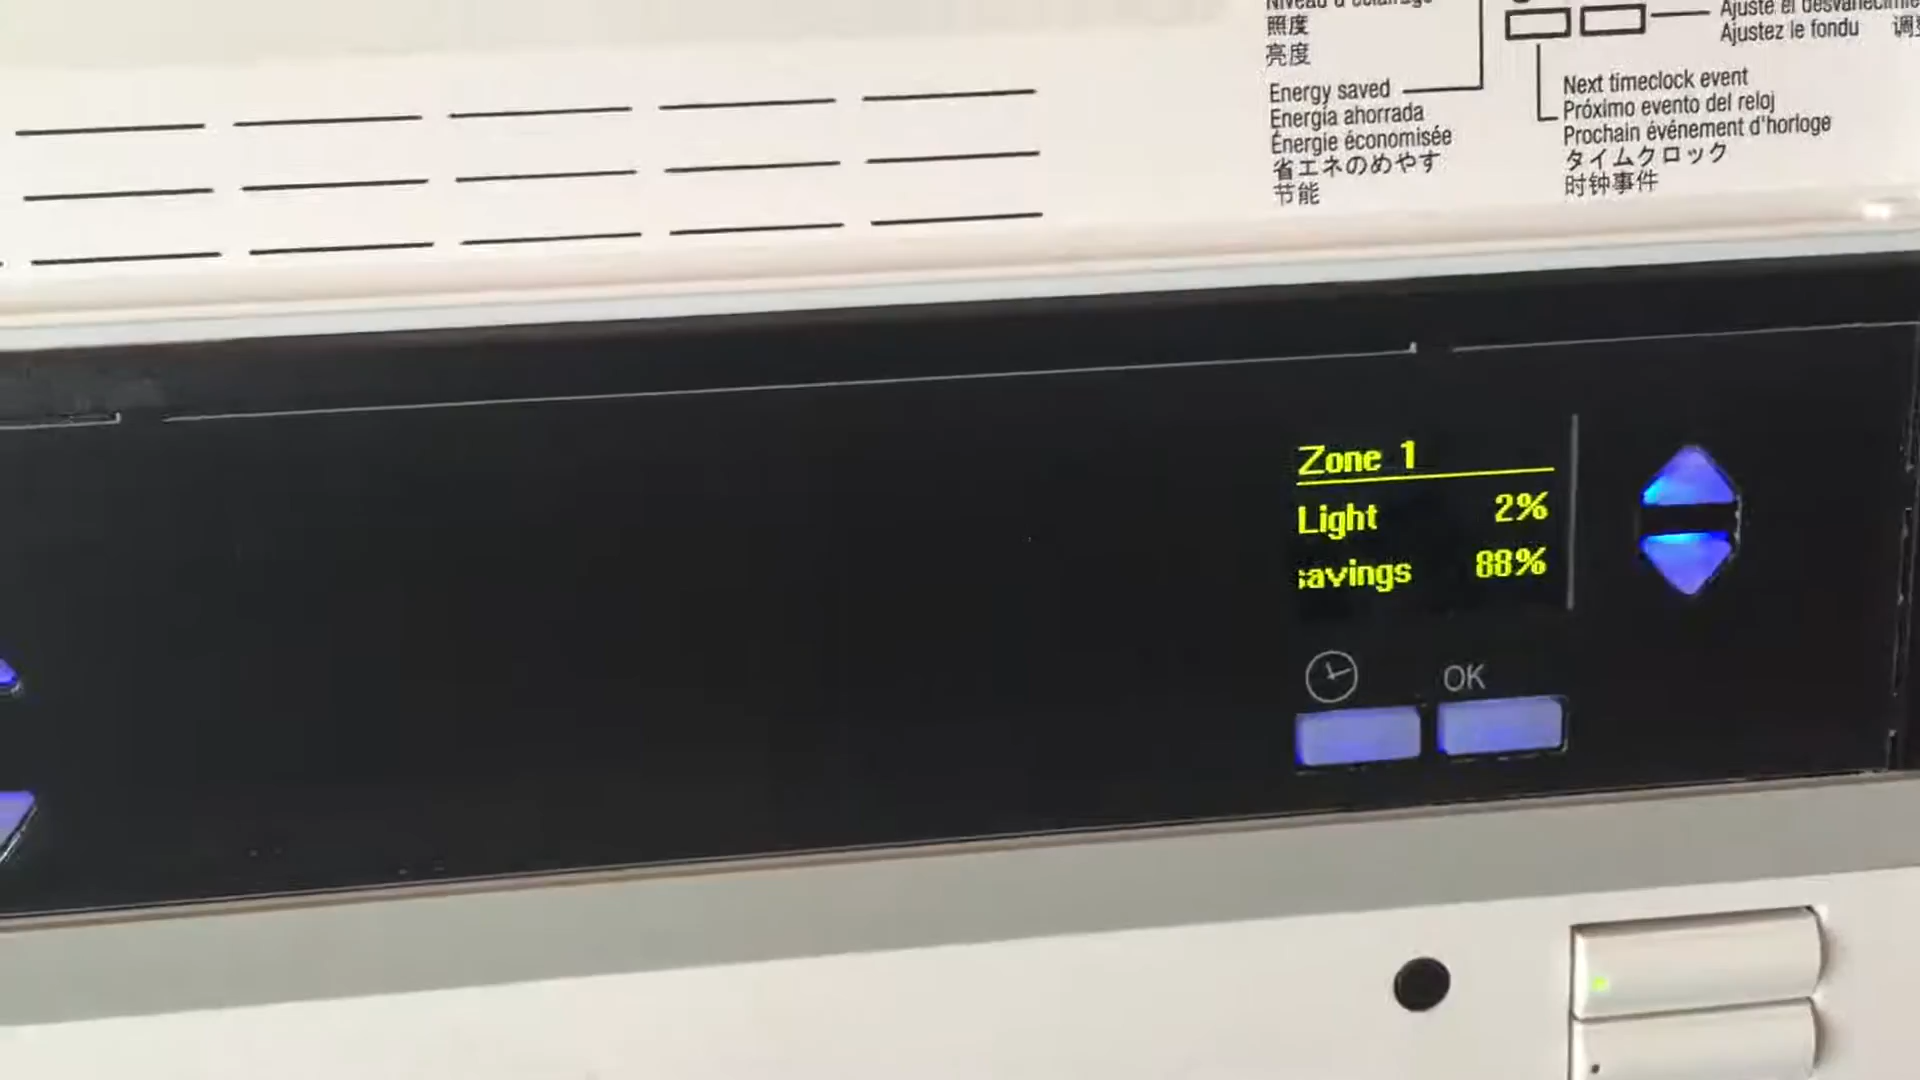 照度
亮度
Energy saved
Energía ahorrada
Énergie économisée
省エネのめやす
节能
Ajustez le fondu
Next timeclock event
Próximo evento del reloj
Prochain événement d'horloge
タイムクロック
时钟事件
Zone 1
Light 2%
savings 88%
OK